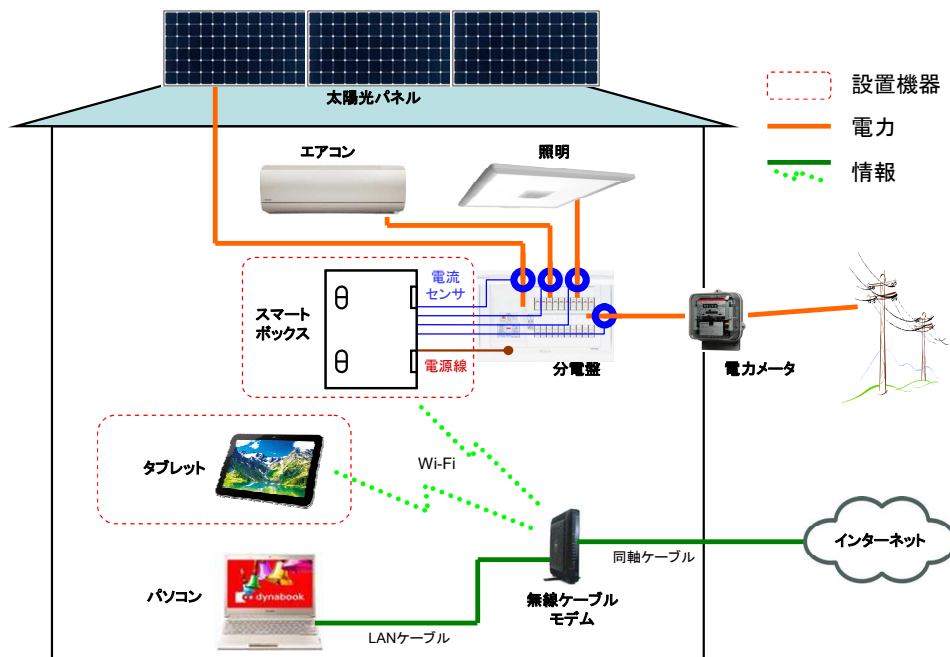 太陽光パネル
設置機器
電力
情報
エアコン
照明
電流
センサ
スマート
ボックス
電源線
分電盤
電力メータ
タブレット
Wi-Fi
インターネット
同軸ケーブル
パソコン
dynabook
無線ケーブル
モデム
LANケーブル